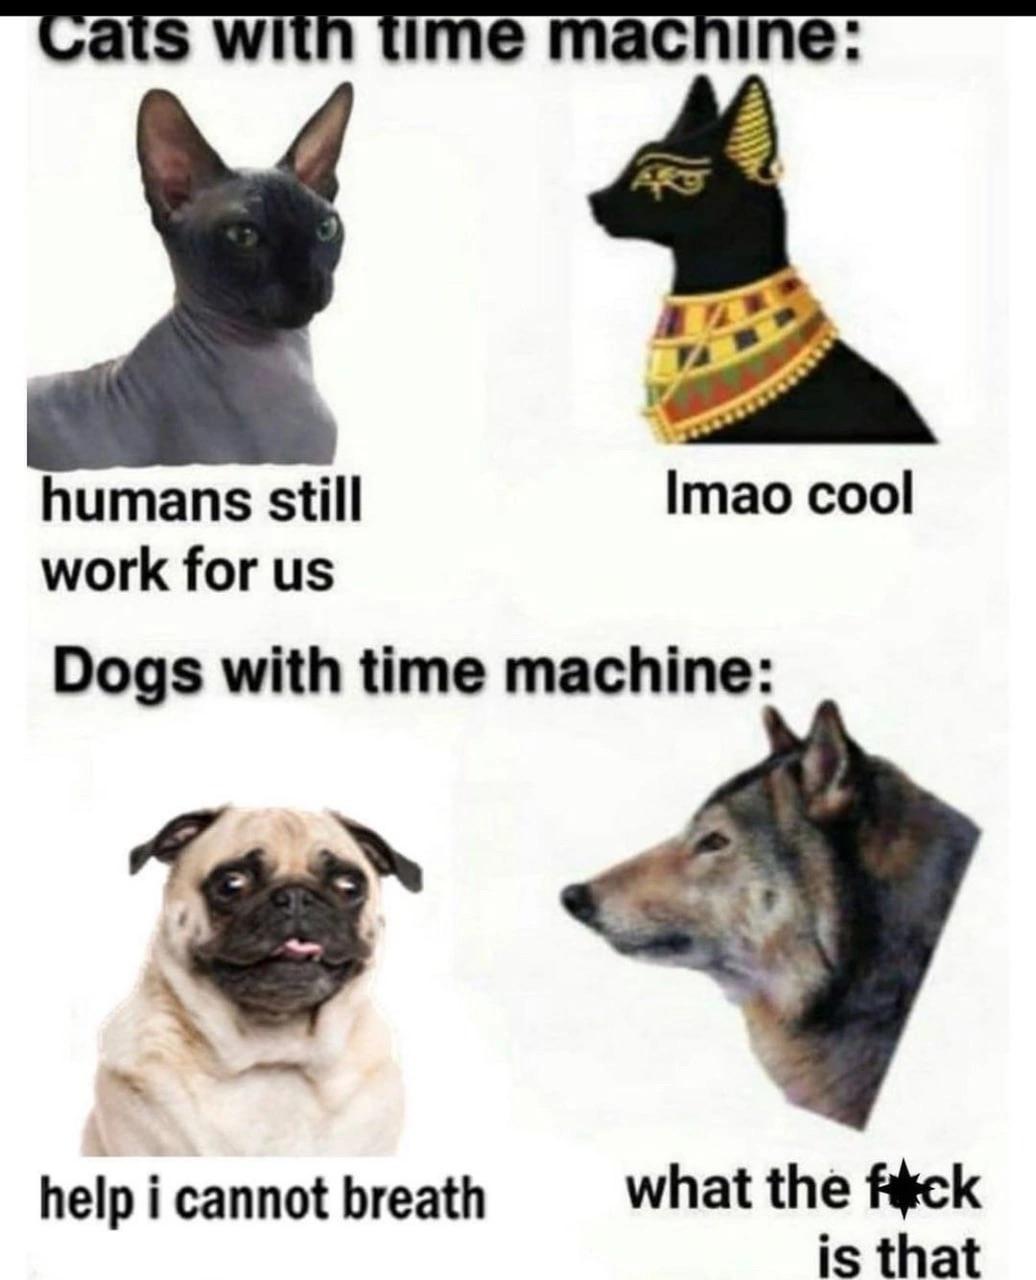 Cats with time machine:
humans still
work for us
lmao cool
Dogs with time machine:
help i cannot breath
what the f✷ck
is that